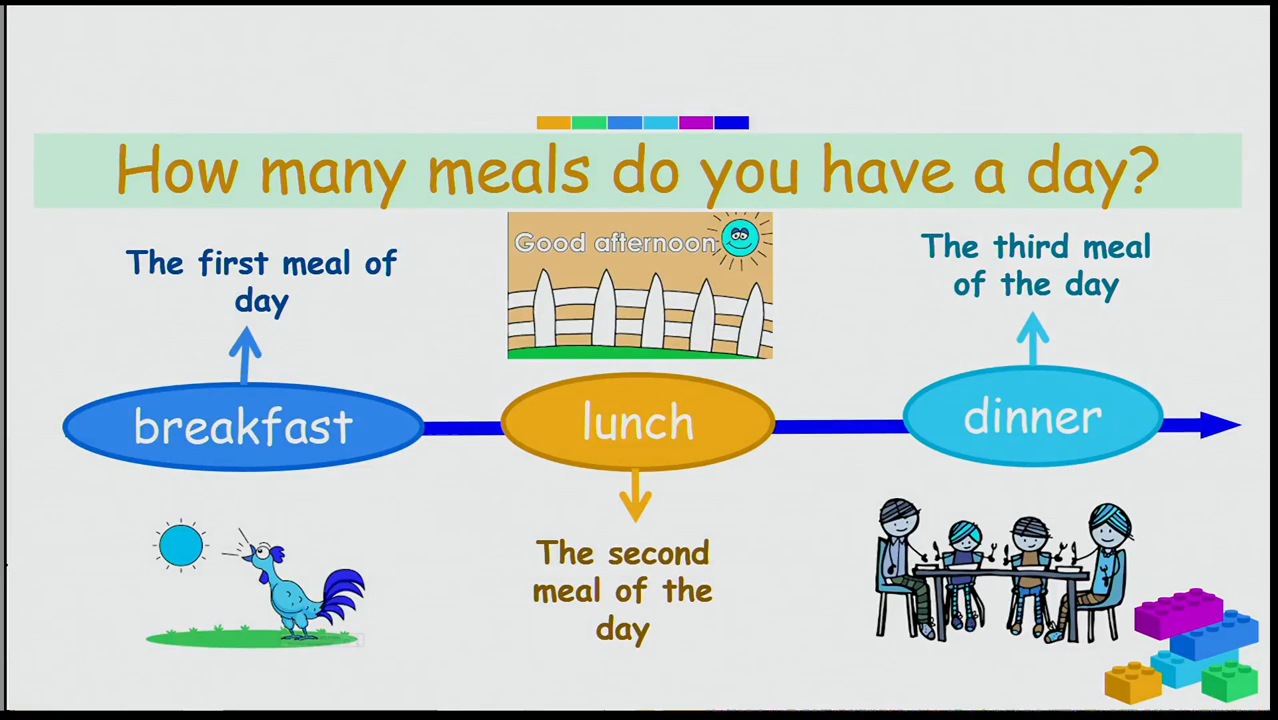 How many meals do you have a day?
The first meal of
day
Good afternoon
The third meal
of the day
breakfast
lunch
dinner
The second
meal of the
day